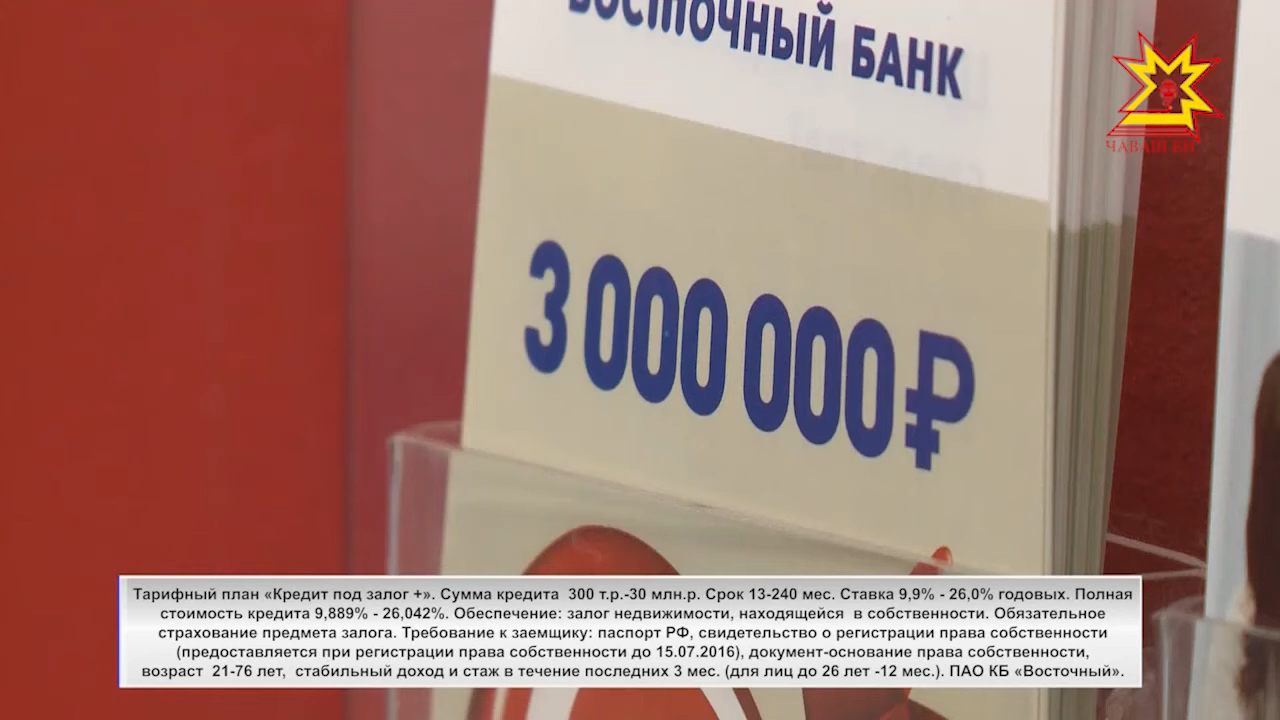 ВОСТОЧНЫЙ БАНК
ЧĂВАШ ЕН
3 000 000 ₽
Тарифный план «Кредит под залог +». Сумма кредита 300 т.р.-30 млн.р. Срок 13-240 мес. Ставка 9,9% - 26,0% годовых. Полная
стоимость кредита 9,889% - 26,042%. Обеспечение: залог недвижимости, находящейся в собственности. Обязательное
страхование предмета залога. Требование к заемщику: паспорт РФ, свидетельство о регистрации права собственности
(предоставляется при регистрации права собственности до 15.07.2016), документ-основание права собственности,
возраст 21-76 лет, стабильный доход и стаж в течение последних 3 мес. (для лиц до 26 лет -12 мес.). ПАО КБ «Восточный».